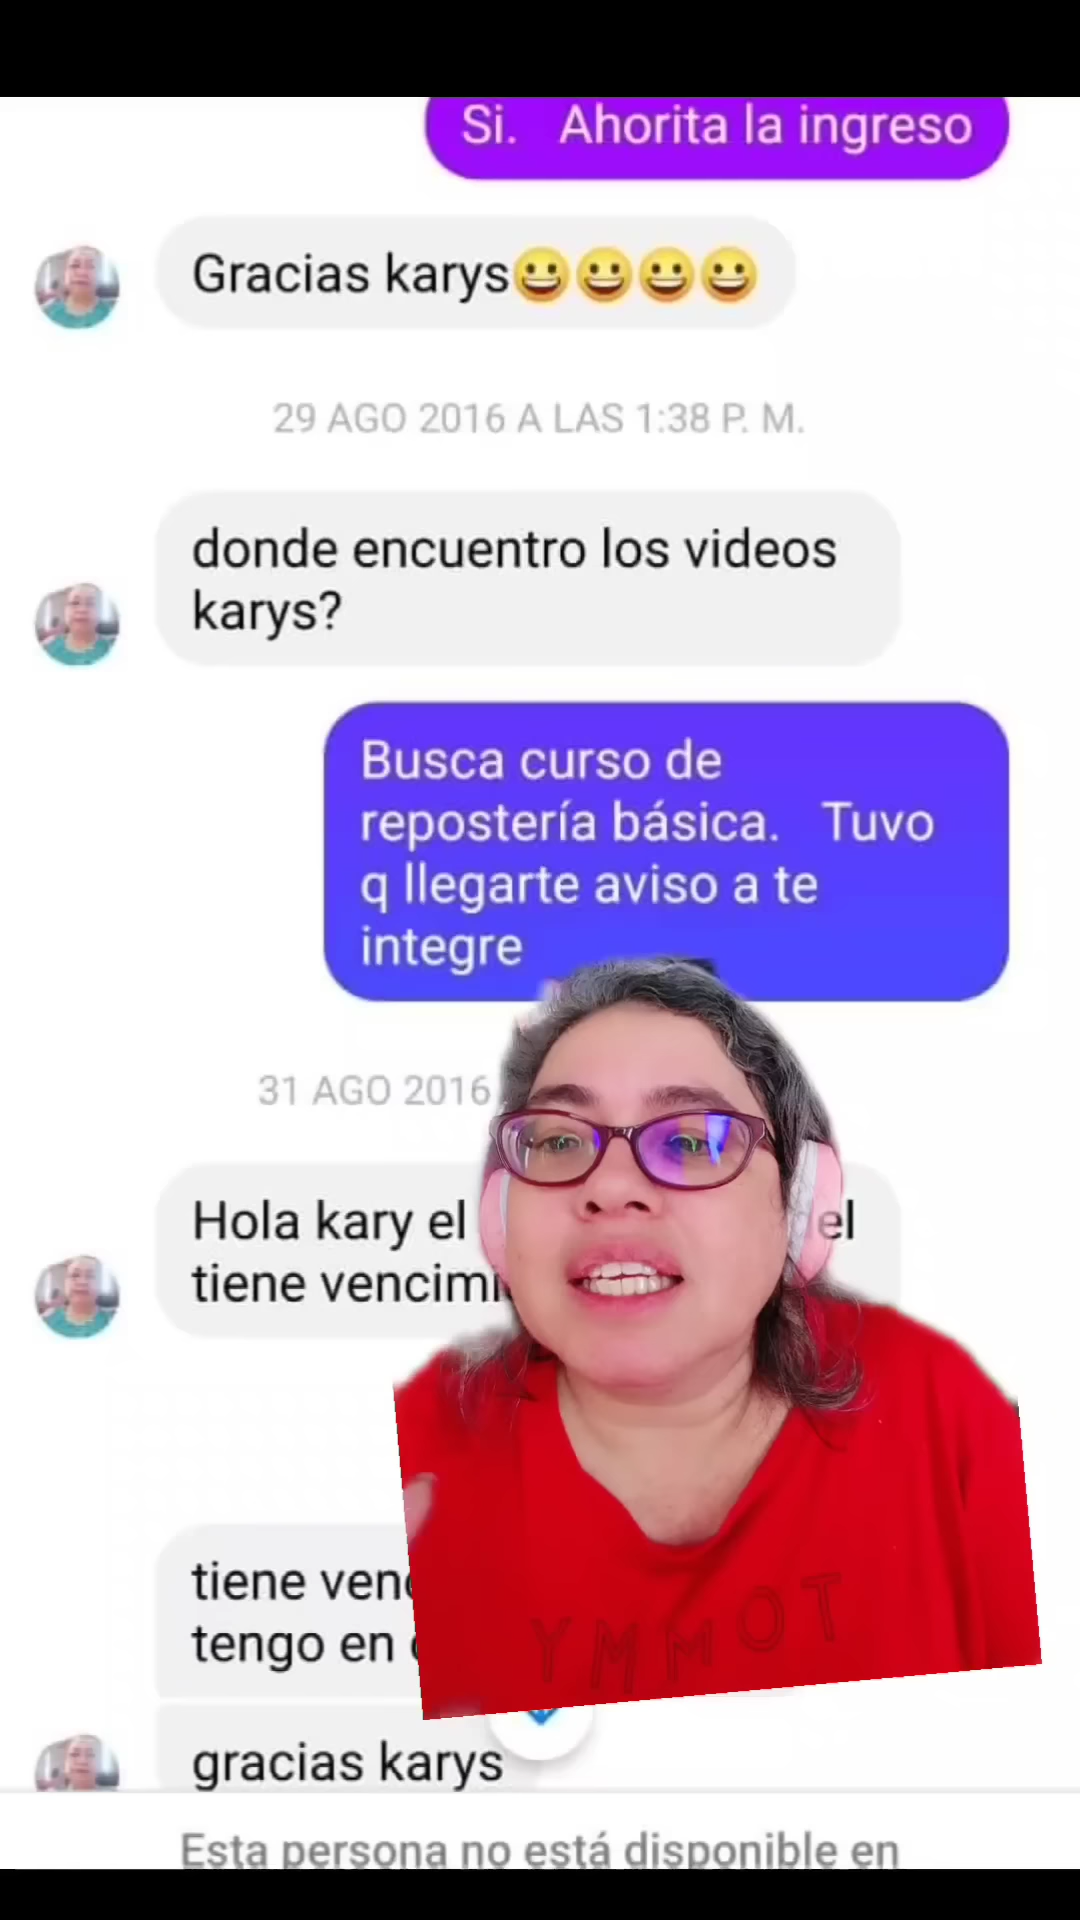 Si. Ahorita la ingreso
Gracias karys😀😀😀😀
29 AGO 2016 A LAS 1:38 P. M.
donde encuentro los videos
karys?
Busca curso de
repostería básica. Tuvo
q llegarte aviso a te
integre
31 AGO 2016
Hola kary el el
tiene
tiene
tengo en
gracias karys
Esta persona no está disponible en
YMMOT